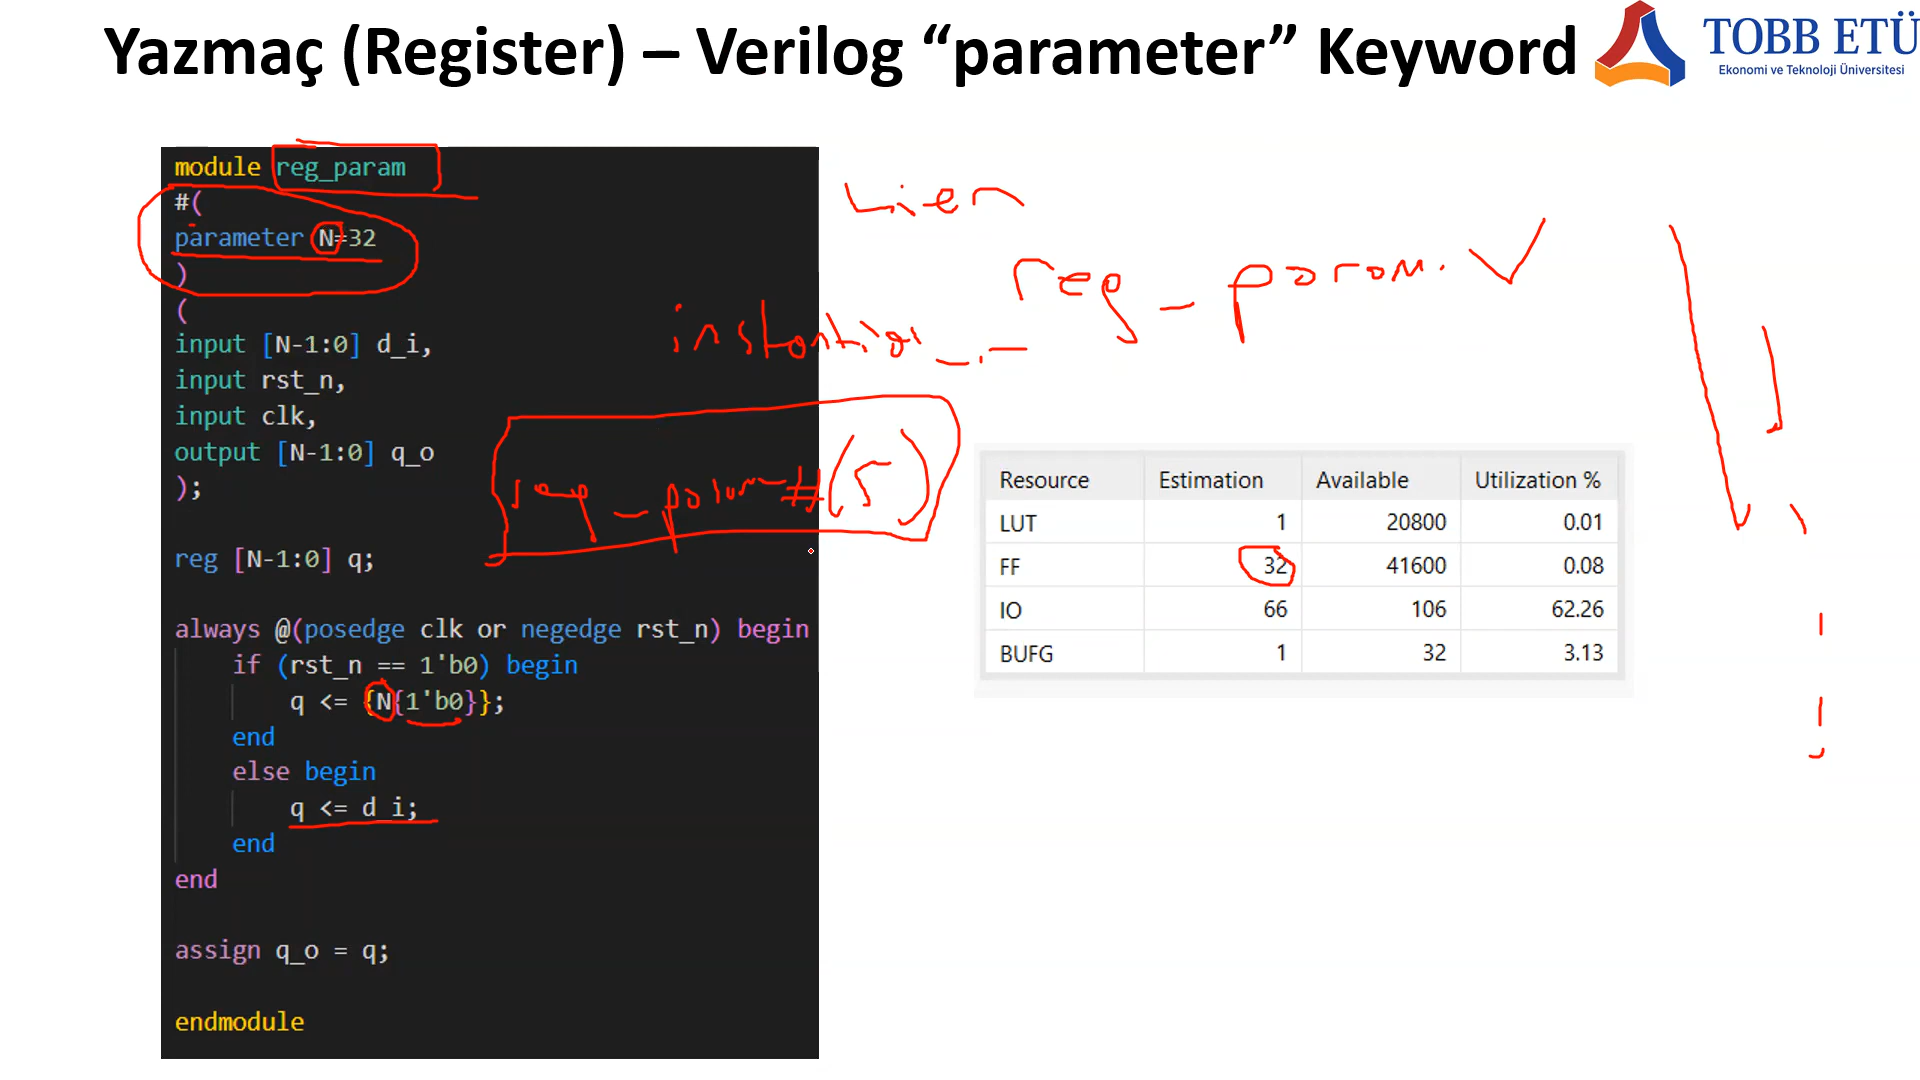 Yazmaç (Register) – Verilog “parameter” Keyword
TOBB ETÜ
Ekonomi ve Teknoloji Üniversitesi
module reg_param
#(
parameter N=32
)
(
input [N-1:0] d_i,
input rst_n,
input clk,
output [N-1:0] q_o
);
reg [N-1:0] q;
always @(posedge clk or negedge rst_n) begin
if (rst_n == 1'b0) begin
q <= {N{1'b0}};
end
else begin
q <= d_i;
end
end
assign q_o = q;
endmodule
reg_param.
reg_param #(5)
Resource Estimation Available Utilization %
LUT 1 20800 0.01
FF 32 41600 0.08
IO 66 106 62.26
BUFG 1 32 3.13